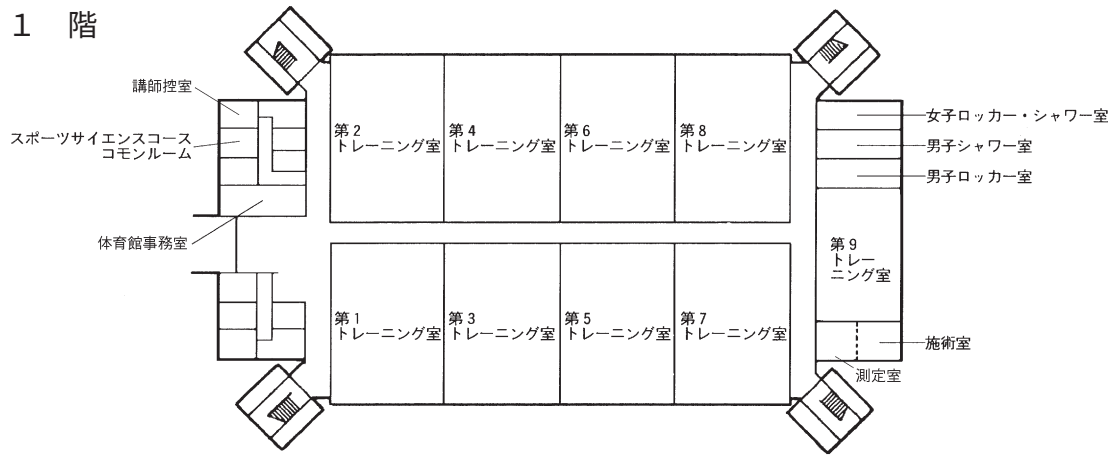 1 階
講師控室
スポーツサイエンスコース
コモンルーム
体育館事務室
第2
トレーニング室
第4
トレーニング室
第6
トレーニング室
第8
トレーニング室
女子ロッカー・シャワー室
男子シャワー室
男子ロッカー室
第9
トレー
ニング室
第1
トレーニング室
第3
トレーニング室
第5
トレーニング室
第7
トレーニング室
施術室
測定室